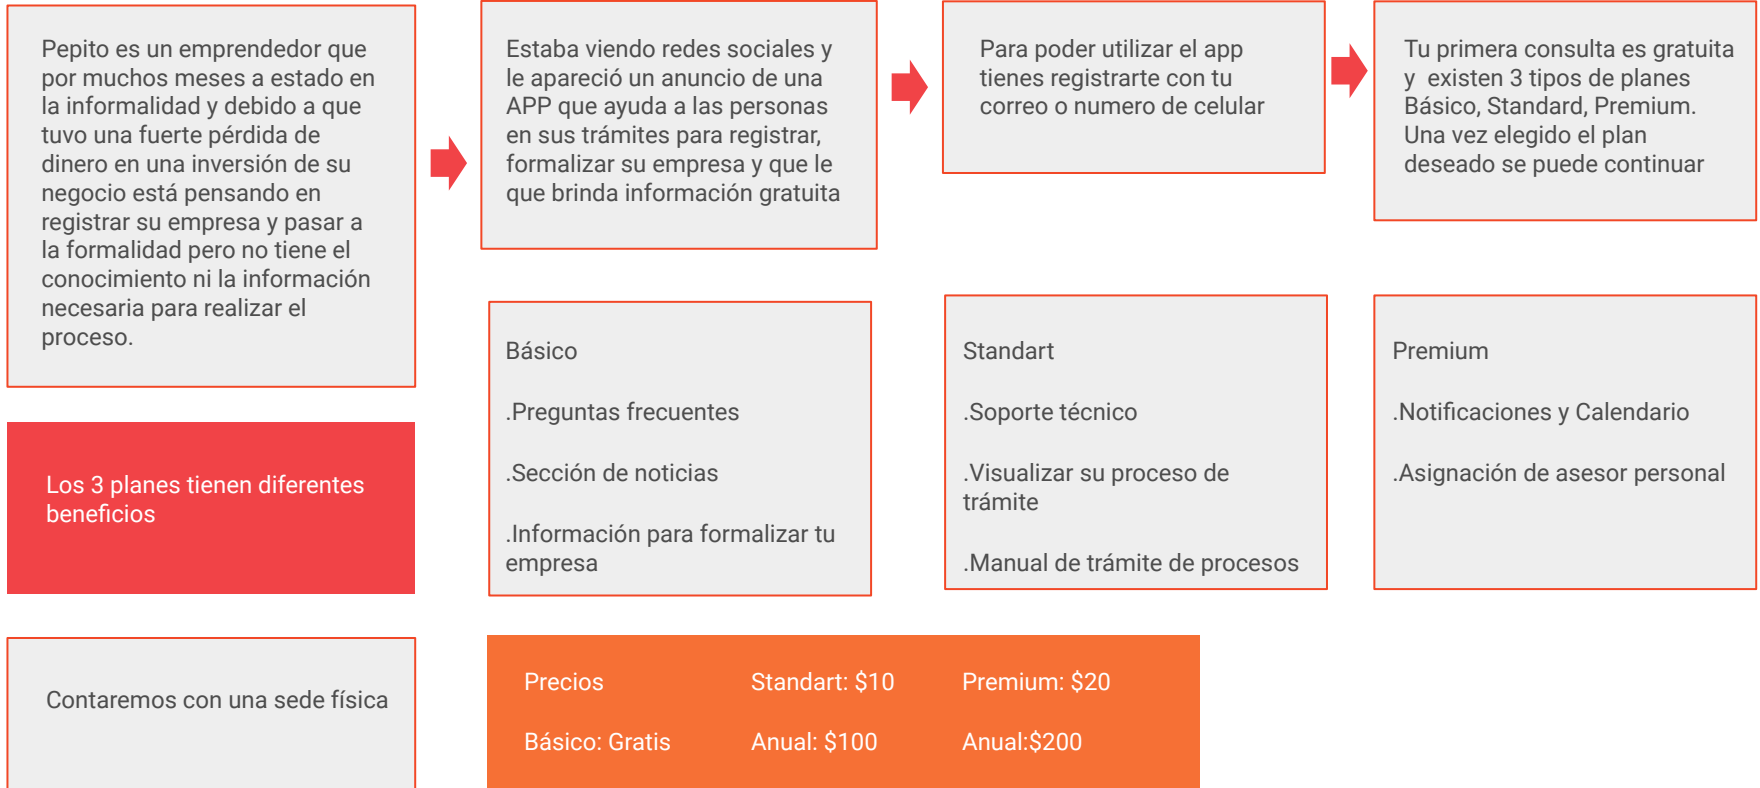 Pepito es un emprendedor que
por muchos meses a estado en
la informalidad y debido a que
tuvo una fuerte pérdida de
dinero en una inversión de su
negocio está pensando en
registrar su empresa y pasar a
la formalidad pero no tiene el
conocimiento ni la información
necesaria para realizar el
proceso.
Estaba viendo redes sociales y
le apareció un anuncio de una
APP que ayuda a las personas
en sus trámites para registrar,
formalizar su empresa y que le
que brinda información gratuita
Para poder utilizar el app
tienes registrarte con tu
correo o numero de celular
Tu primera consulta es gratuita
y existen 3 tipos de planes
Básico, Standard, Premium.
Una vez elegido el plan
deseado se puede continuar
Los 3 planes tienen diferentes
beneficios
Básico
.Preguntas frecuentes
.Sección de noticias
.Información para formalizar tu
empresa
Standart
.Soporte técnico
.Visualizar su proceso de
trámite
.Manual de trámite de procesos
Premium
.Notificaciones y Calendario
.Asignación de asesor personal
Contaremos con una sede física
Precios
Básico: Gratis
Standart: $10
Anual: $100
Premium: $20
Anual:$200